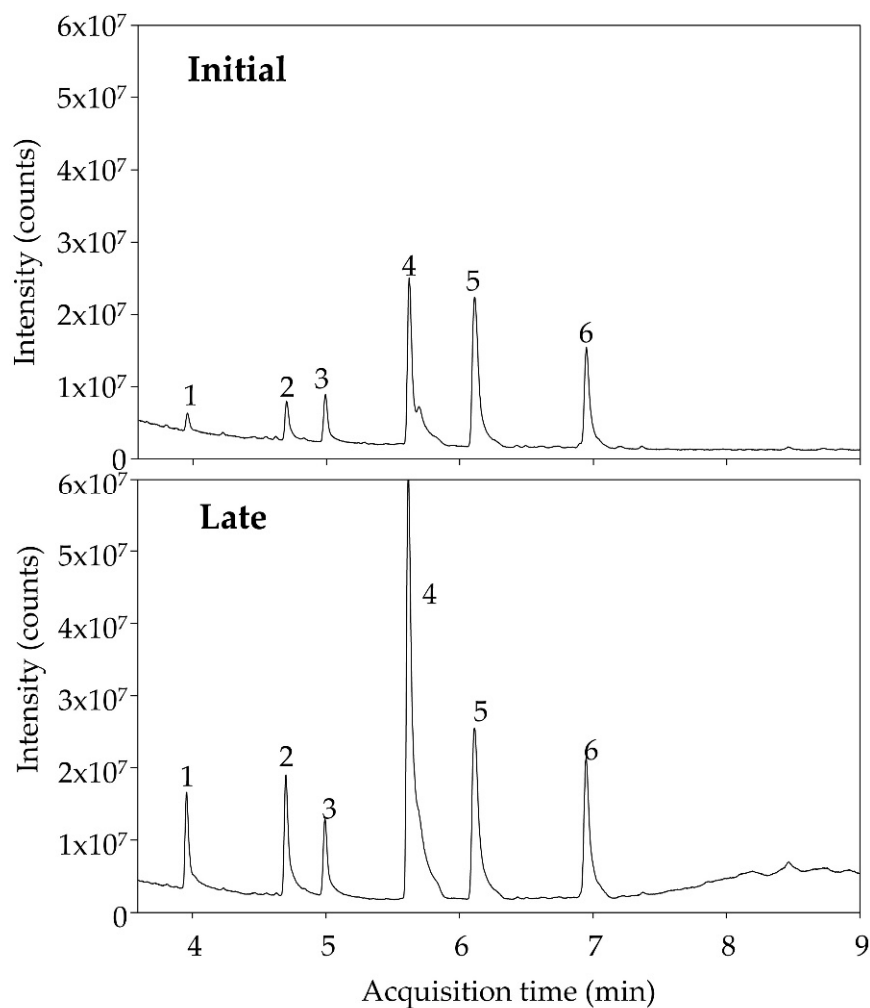 6x10⁷
Initial
5x10⁷
4x10⁷
3x10⁷
2x10⁷
1x10⁷
0
Intensity (counts)
1 2 3 4 5 6
6x10⁷
Late
5x10⁷
4x10⁷
3x10⁷
2x10⁷
1x10⁷
0
Intensity (counts)
1 2 3 4 5 6
4 5 6 7 8 9
Acquisition time (min)